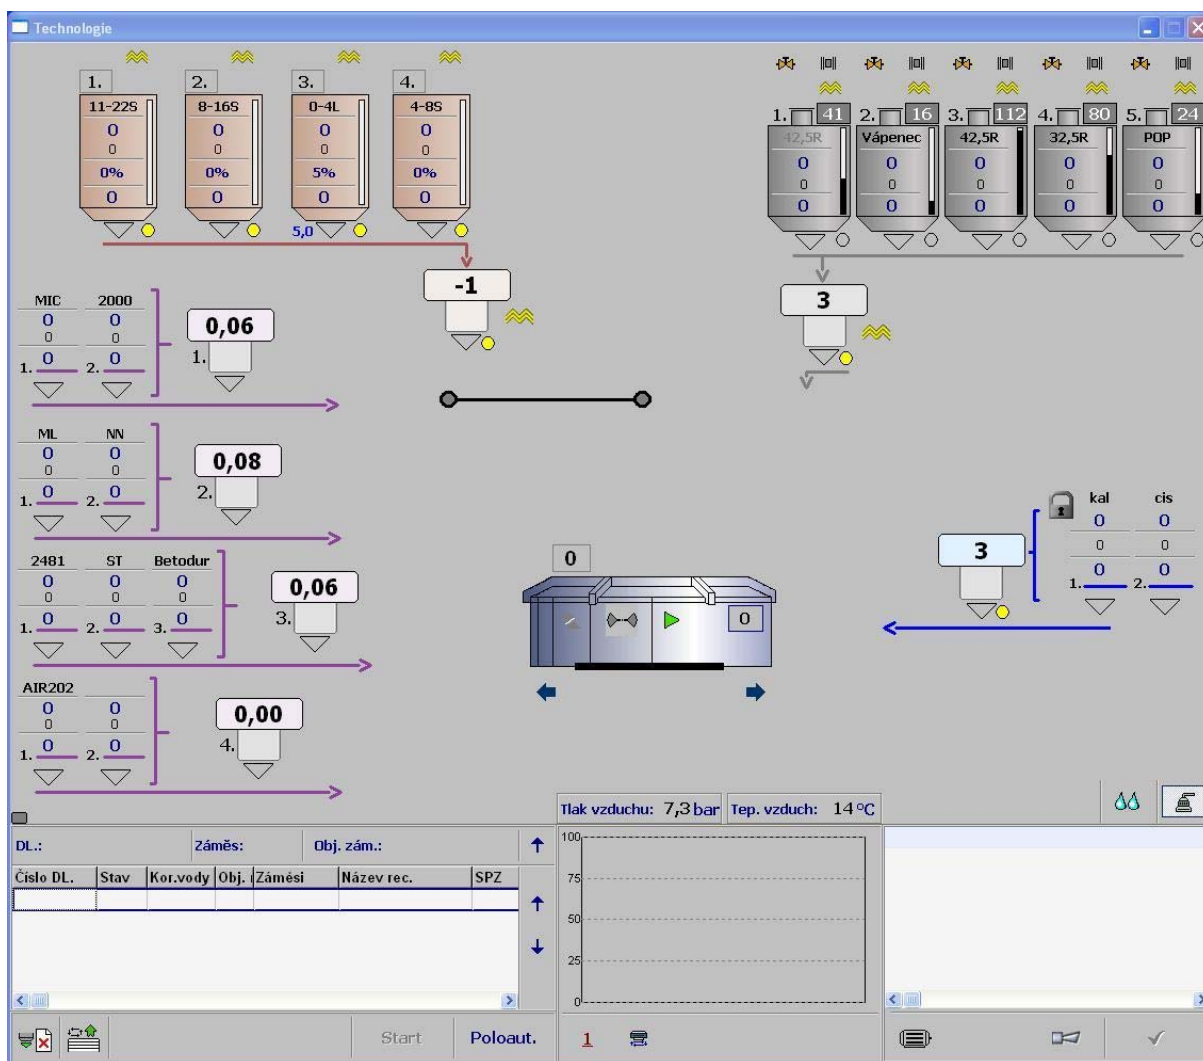 Technologie
1. 2. 3. 4.
11-22S 8-16S 0-4L 4-8S
0 0 0 0
0 0 0 0
0% 0% 5% 0%
0 0 0 0
5,0
-1
1. 41 2. 16 3. 112 4. 80 5. 24
42,5R Vápenec 42,5R 32,5R POP
0 0 0 0 0
0 0 0 0 0
0 0 0 0 0
3
MIC 2000
0 0
0 0
1. 0 2. 0
0,06
1.
ML NN
0 0
0 0
1. 0 2. 0
0,08
2.
2481 ST Betodur
0 0 0
0 0 0
1. 0 2. 0 3. 0
0,06
3.
AIR202
0 0
0 0
1. 0 2. 0
0,00
4.
0
0
kal cis
0 0
0 0
1. 0 2. 0
3
Tlak vzduchu: 7,3 bar Tep. vzduch: 14 °C
DL.: Záměs: Obj. zám.:
Číslo DL. Stav Kor.vody Obj. Záměsi Název rec. SPZ
100
75
50
25
0
Start Poloaut.
1